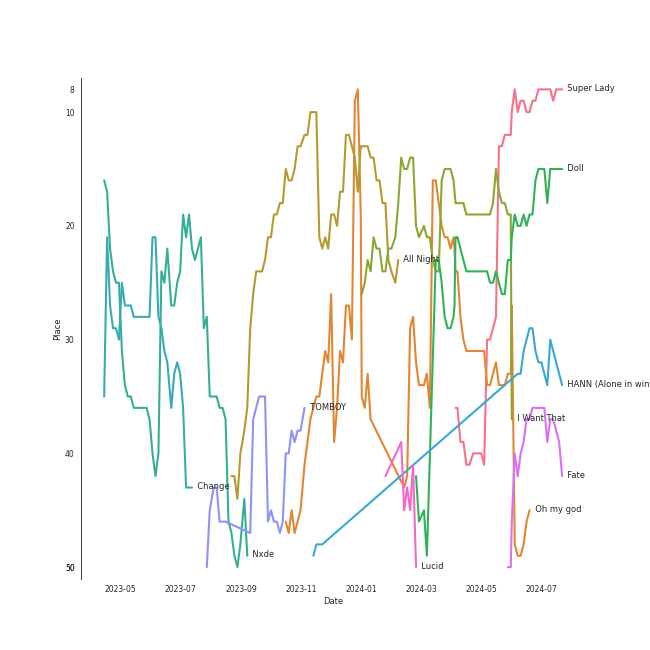 8
Super Lady
10
Doll
20
All Night
Place
30
HANN (Alone in win
TOMBOY
I Want That
40
Fate
Change
Oh my god
Nxde
50
Lucid
2023-05
2023-07
2023-09
2023-11
2024-01
2024-03
2024-05
2024-07
Date